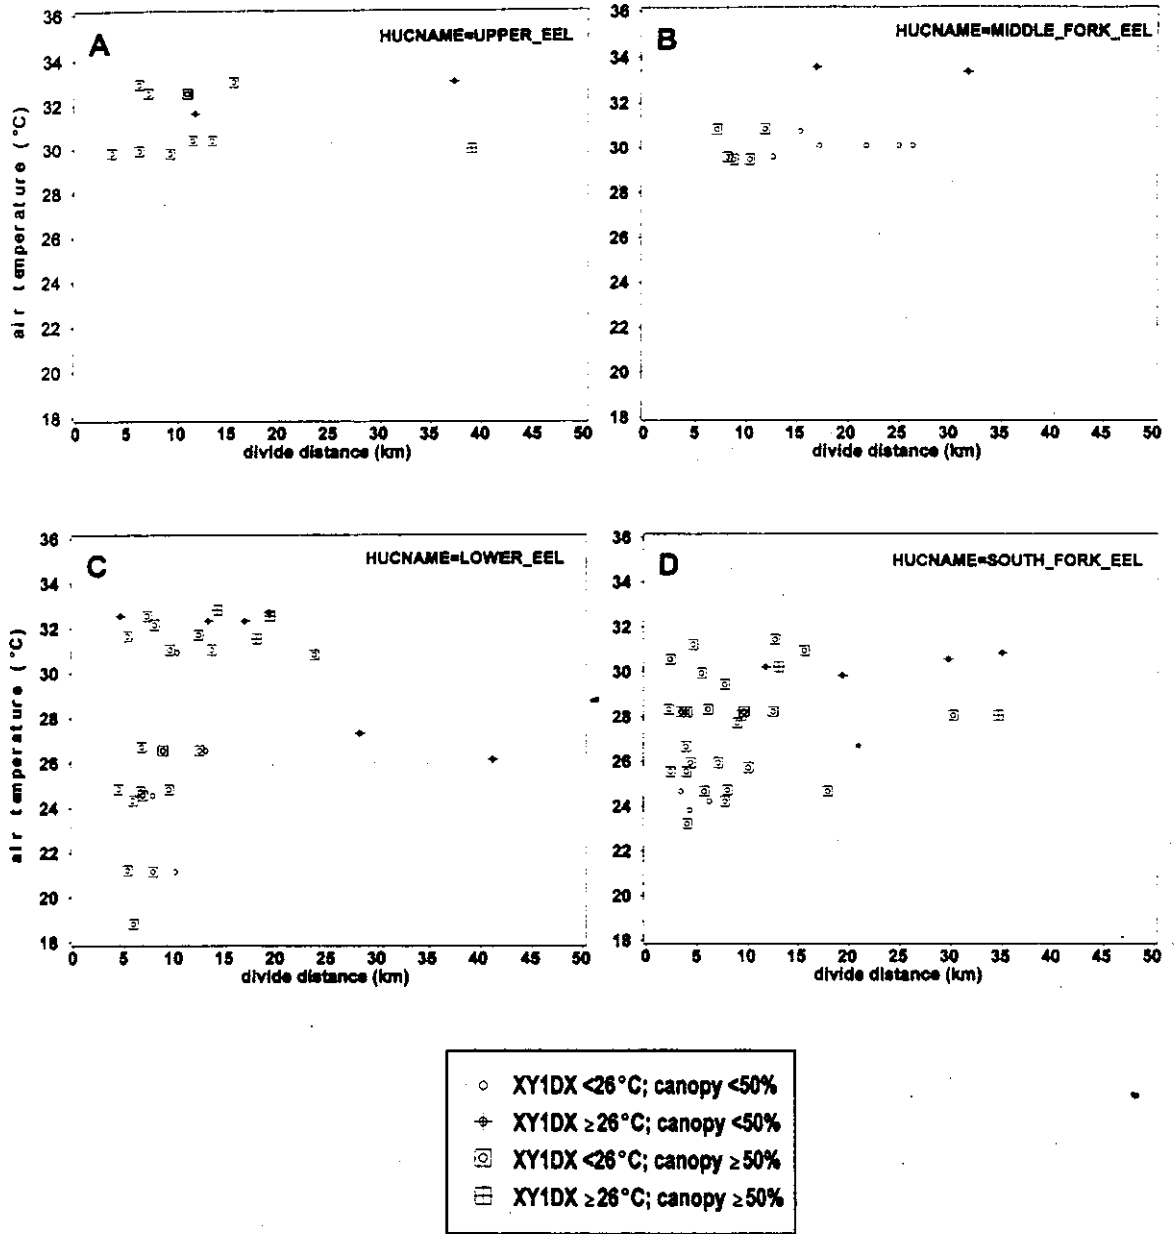 A
HUCNAME=UPPER_EEL
air temperature (°C)
36
34
32
30
28
26
24
22
20
18
0 5 10 15 20 25 30 35 40 45 50
divide distance (km)
B
HUCNAME=MIDDLE_FORK_EEL
36
34
32
30
28
26
24
22
20
18
0 5 10 15 20 25 30 35 40 45 50
divide distance (km)
C
HUCNAME=LOWER_EEL
air temperature (°C)
36
34
32
30
28
26
24
22
20
18
0 5 10 15 20 25 30 35 40 45 50
divide distance (km)
D
HUCNAME=SOUTH_FORK_EEL
36
34
32
30
28
26
24
22
20
18
0 5 10 15 20 25 30 35 40 45 50
divide distance (km)
XY1DX <26°C; canopy <50%
XY1DX ≥26°C; canopy <50%
XY1DX <26°C; canopy ≥50%
XY1DX ≥26°C; canopy ≥50%